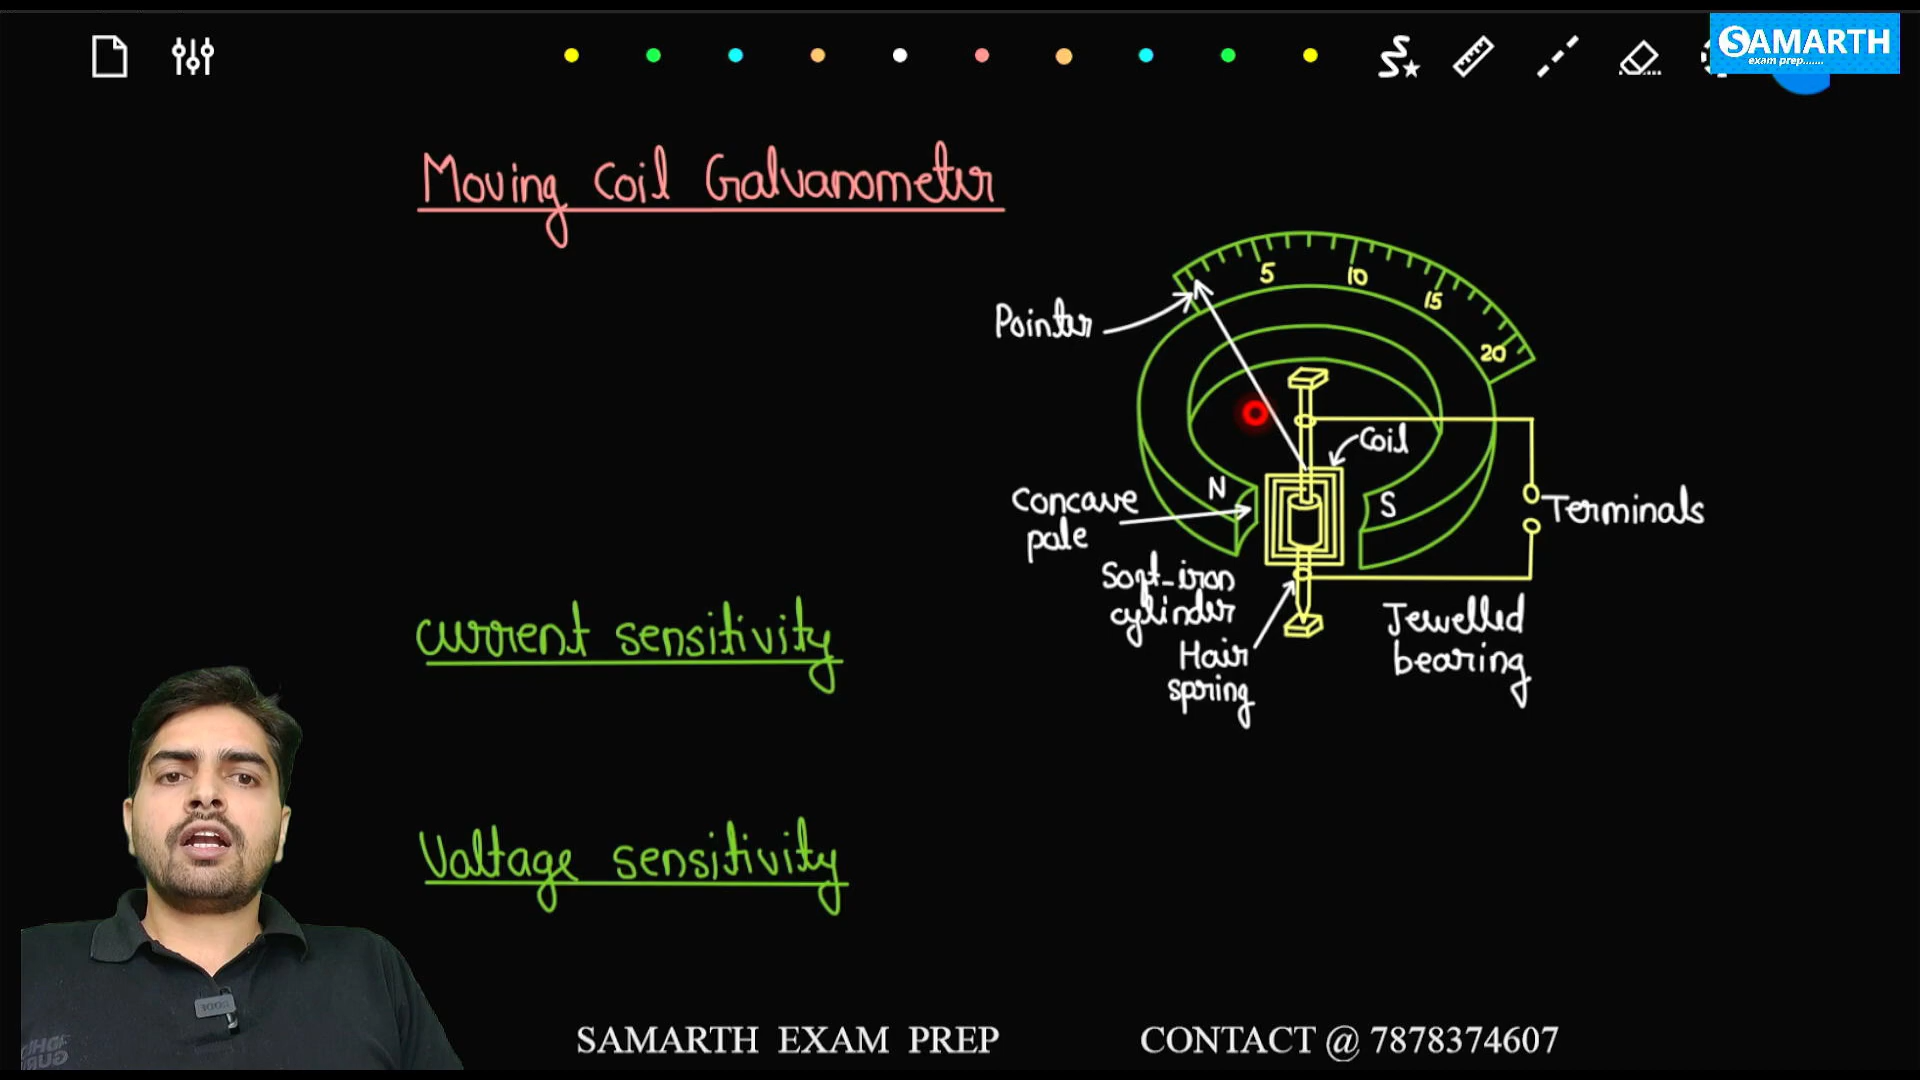 SAMARTH
exam prep.......
Moving Coil Galvanometer
5
10
15
20
Pointer
Coil
N
S
Concave
pole
Terminals
Soft-iron
cylinder
Hair
spring
Jewelled
bearing
current sensitivity
Voltage sensitivity
SAMARTH EXAM PREP
CONTACT @ 7878374607